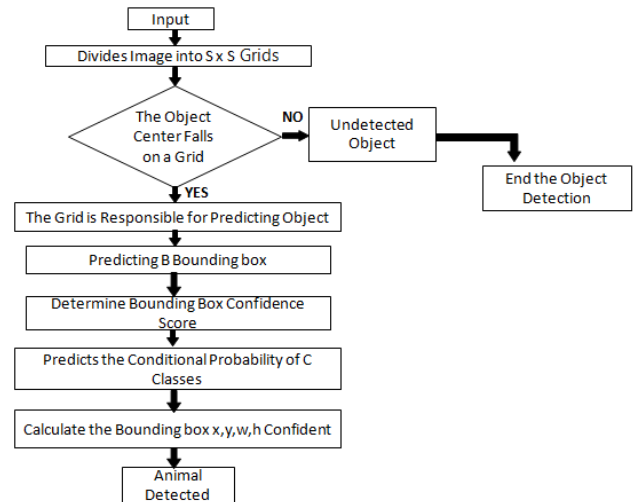 Input
Divides Image into S x S Grids
The Object
Center Falls
on a Grid
NO
Undetected
Object
End the Object
Detection
YES
The Grid is Responsible for Predicting Object
Predicting B Bounding box
Determine Bounding Box Confidence
Score
Predicts the Conditional Probability of C
Classes
Calculate the Bounding box x,y,w,h Confident
Animal
Detected